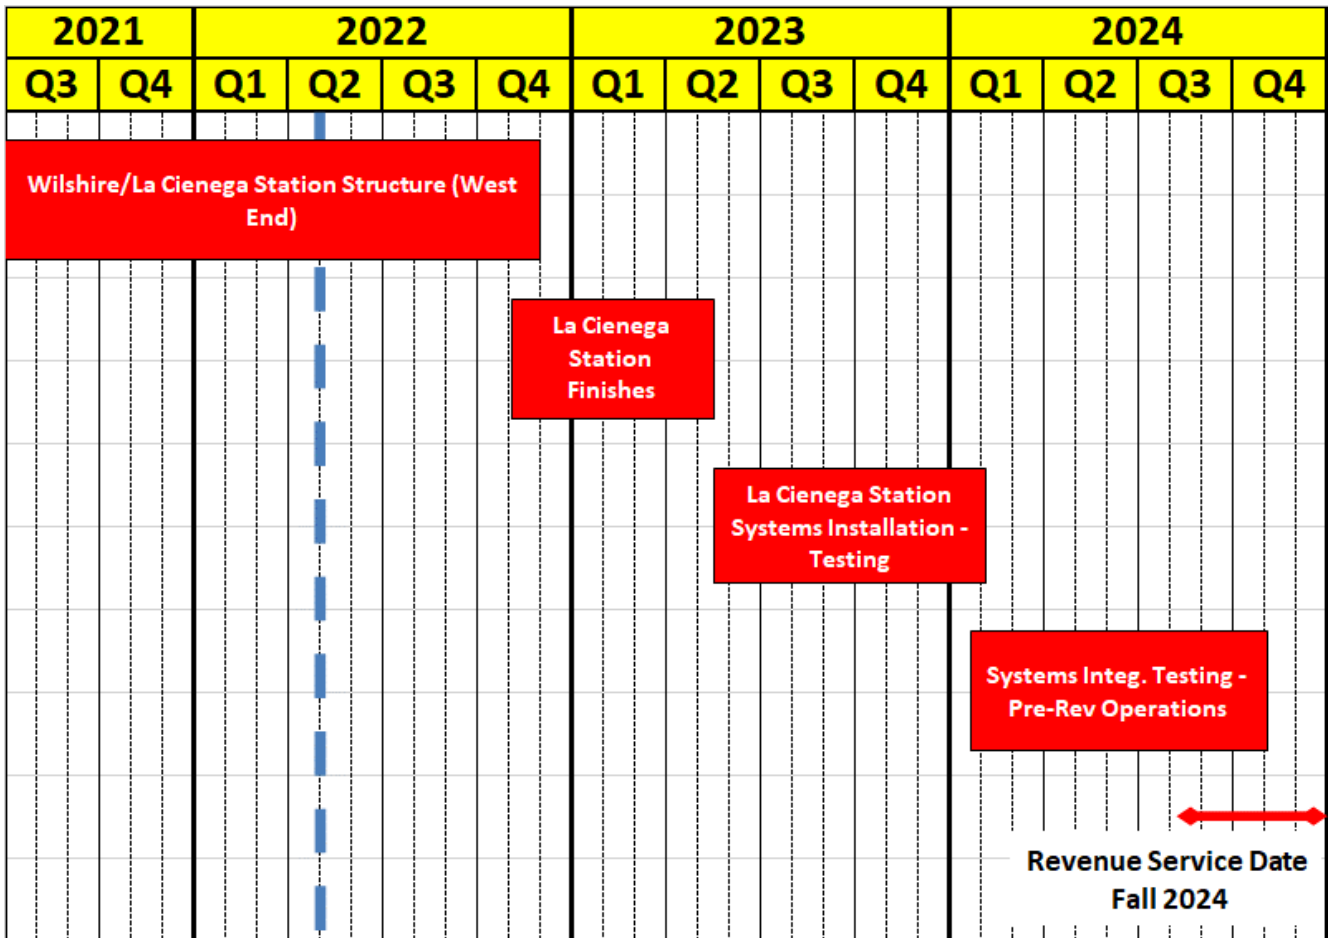 2021 2022 2023 2024
Q3 Q4 Q1 Q2 Q3 Q4 Q1 Q2 Q3 Q4 Q1 Q2 Q3 Q4
Wilshire/La Cienega Station Structure (West
End)
La Cienega
Station
Finishes
La Cienega Station
Systems Installation -
Testing
Systems Integ. Testing -
Pre-Rev Operations
Revenue Service Date
Fall 2024